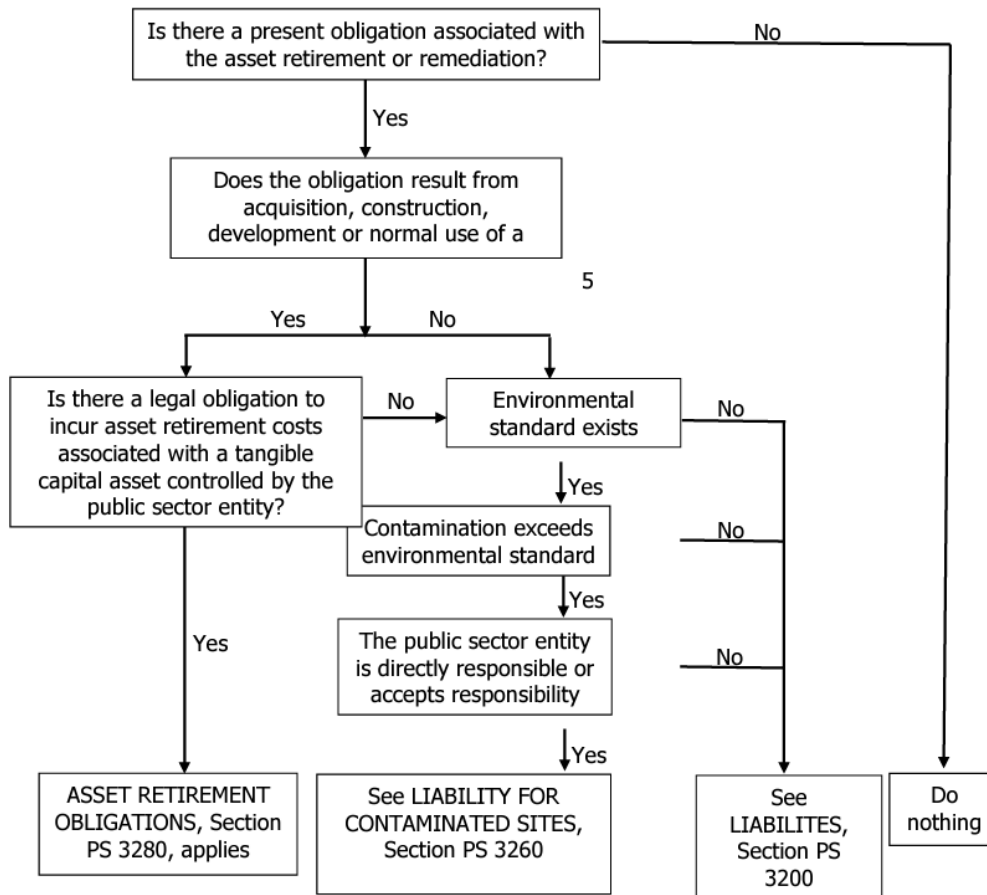 Is there a present obligation associated with
the asset retirement or remediation?
No
Yes
Does the obligation result from
acquisition, construction,
development or normal use of a
5
Yes
No
Is there a legal obligation to
incur asset retirement costs
associated with a tangible
capital asset controlled by the
public sector entity?
No
Environmental
standard exists
No
Yes
Contamination exceeds
environmental standard
No
Yes
The public sector entity
is directly responsible or
accepts responsibility
No
Yes
Yes
ASSET RETIREMENT
OBLIGATIONS, Section
PS 3280, applies
See LIABILITY FOR
CONTAMINATED SITES,
Section PS 3260
See
LIABILITES,
Section PS
3200
Do
nothing